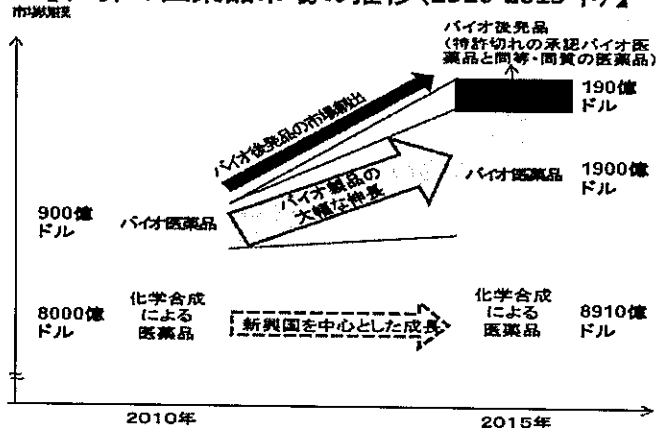 市場規模
バイオ後発品
(特許切れの承認バイオ医
薬品と同等・同質の医薬品)
190億
ドル
バイオ後発品の市場創出
バイオ製品の
大幅な伸長
バイオ医薬品
1900億
ドル
900億
ドル
バイオ医薬品
8000億
ドル
化学合成
による
医薬品
新興国を中心とした成長
化学合成
による
医薬品
8910億
ドル
2010年
2015年